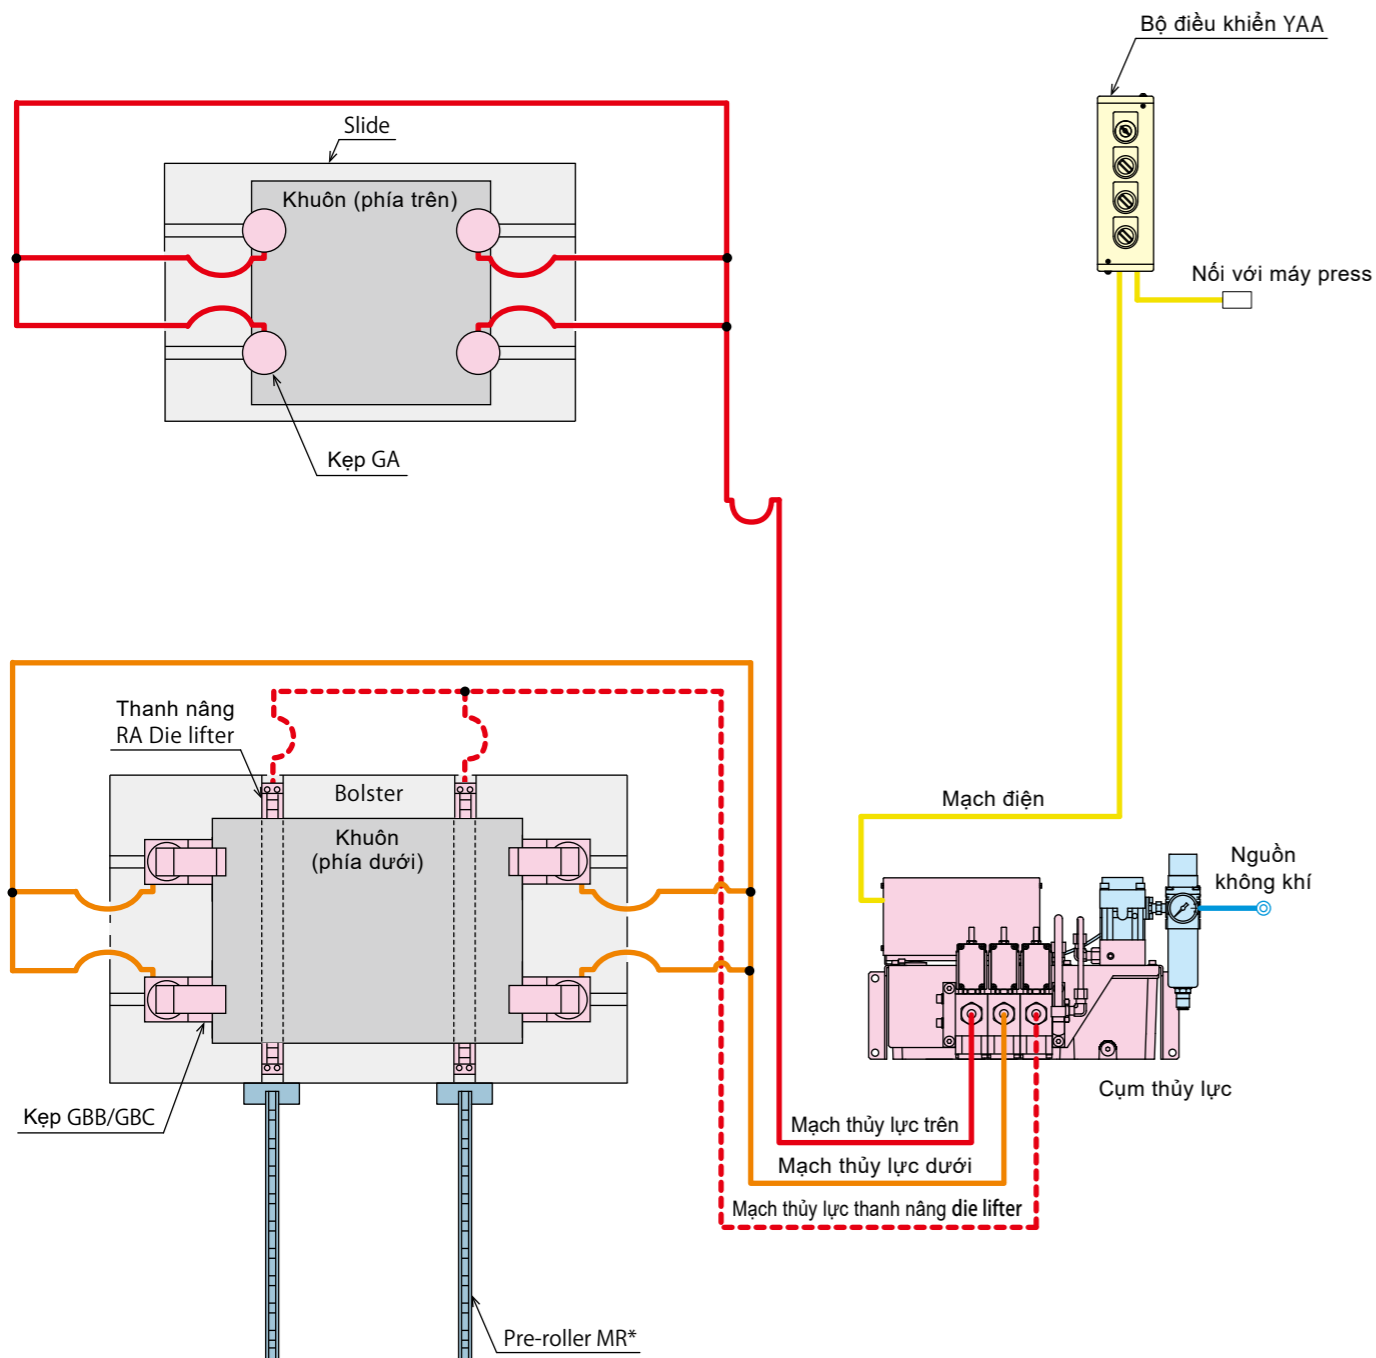 Bộ điều khiển YAA
Slide
Khuôn (phía trên)
Nối với máy press
Kẹp GA
Thanh nâng
RA Die lifter
Bolster
Khuôn
(phía dưới)
Mạch điện
Nguồn
không khí
Cụm thủy lực
Kẹp GBB/GBC
Mạch thủy lực trên
Mạch thủy lực dưới
Mạch thủy lực thanh nâng die lifter
Pre-roller MR*